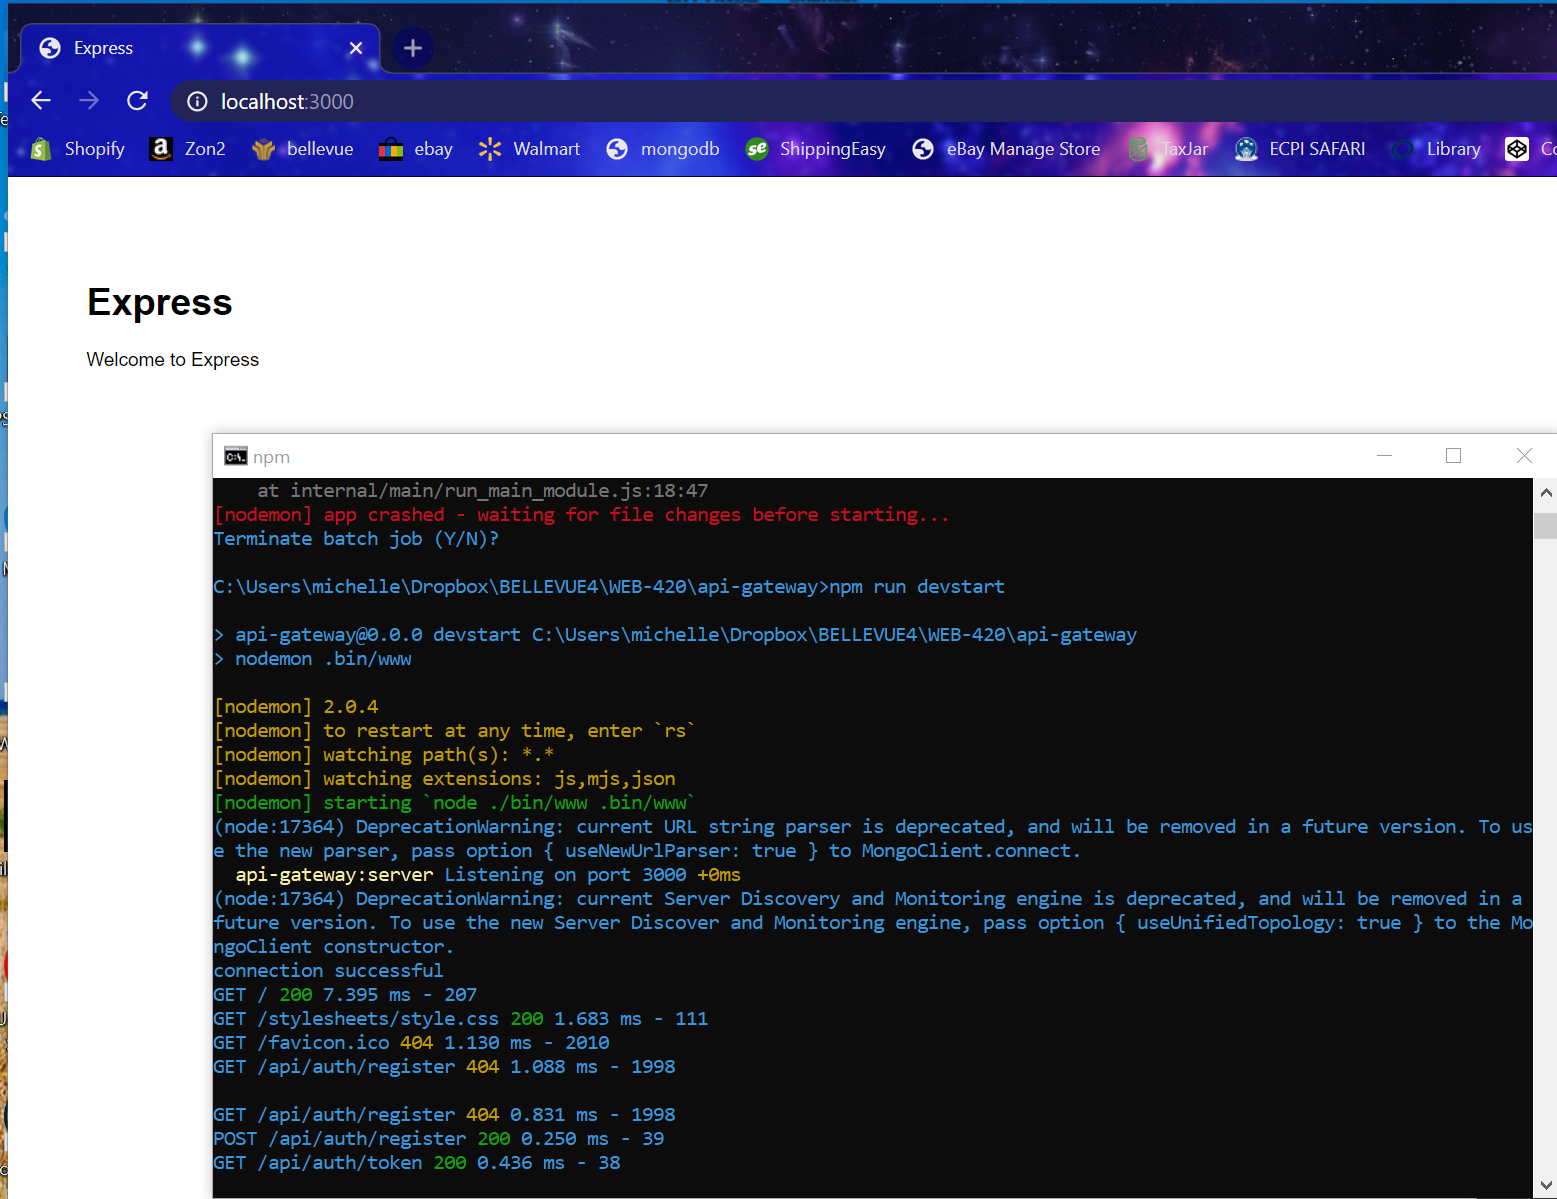 Express
localhost:3000
Shopify Zon2 bellevue ebay Walmart mongodb ShippingEasy eBay Manage Store TaxJar ECPI SAFARI Library
Express
Welcome to Express
npm
at internal/main/run_main_module.js:18:47
[nodemon] app crashed - waiting for file changes before starting...
Terminate batch job (Y/N)?
C:\Users\michelle\Dropbox\BELLEVUE4\WEB-420\api-gateway>npm run devstart
> api-gateway@0.0.0 devstart C:\Users\michelle\Dropbox\BELLEVUE4\WEB-420\api-gateway
> nodemon .bin/www
[nodemon] 2.0.4
[nodemon] to restart at any time, enter `rs`
[nodemon] watching path(s): *.*
[nodemon] watching extensions: js,mjs,json
[nodemon] starting `node ./bin/www .bin/www`
(node:17364) DeprecationWarning: current URL string parser is deprecated, and will be removed in a future version. To us
e the new parser, pass option { useNewUrlParser: true } to MongoClient.connect.
api-gateway:server Listening on port 3000 +0ms
(node:17364) DeprecationWarning: current Server Discovery and Monitoring engine is deprecated, and will be removed in a
future version. To use the new Server Discover and Monitoring engine, pass option { useUnifiedTopology: true } to the Mo
ngoClient constructor.
connection successful
GET / 200 7.395 ms - 207
GET /stylesheets/style.css 200 1.683 ms - 111
GET /favicon.ico 404 1.130 ms - 2010
GET /api/auth/register 404 1.088 ms - 1998
GET /api/auth/register 404 0.831 ms - 1998
POST /api/auth/register 200 0.250 ms - 39
GET /api/auth/token 200 0.436 ms - 38